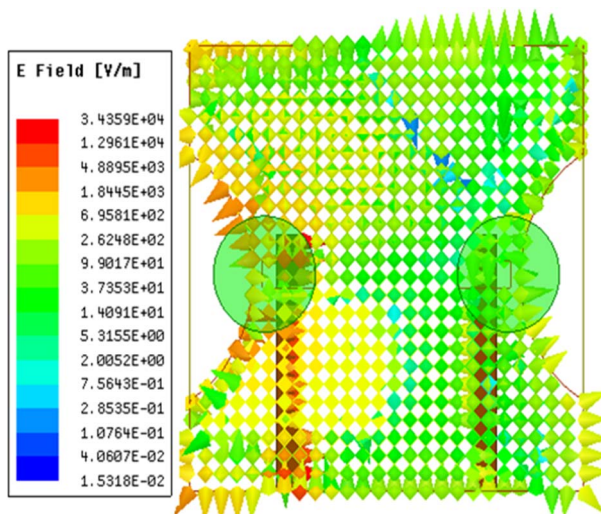 E Field [V/m]
3.4359E+04
1.2961E+04
4.8895E+03
1.8445E+03
6.9581E+02
2.6248E+02
9.9017E+01
3.7353E+01
1.4091E+01
5.3155E+00
2.0052E+00
7.5643E-01
2.8535E-01
1.0764E-01
4.0607E-02
1.5318E-02